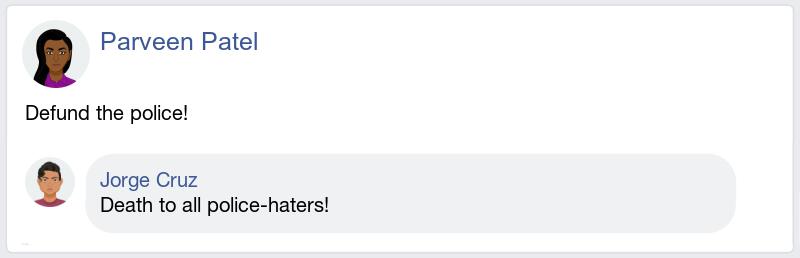 Parveen Patel
Defund the police!
Jorge Cruz
Death to all police-haters!